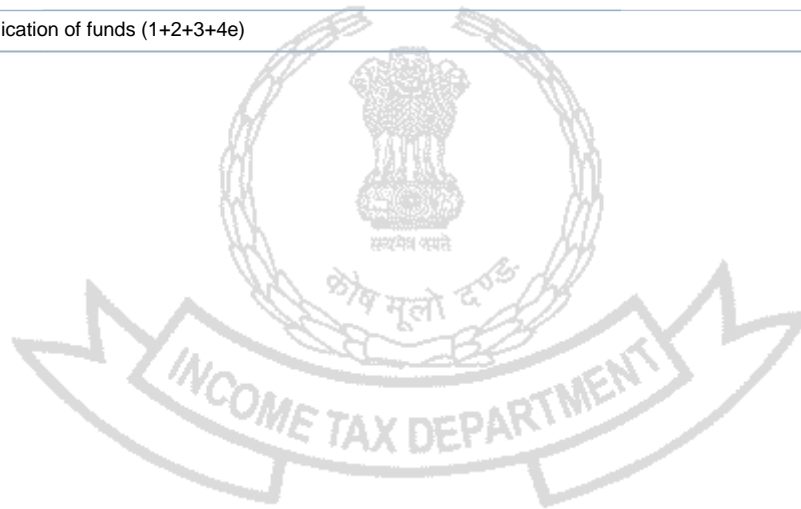 ication of funds (1+2+3+4e)
सत्यमेव जयते
कोष मूलो दण्डः
INCOME TAX DEPARTMENT